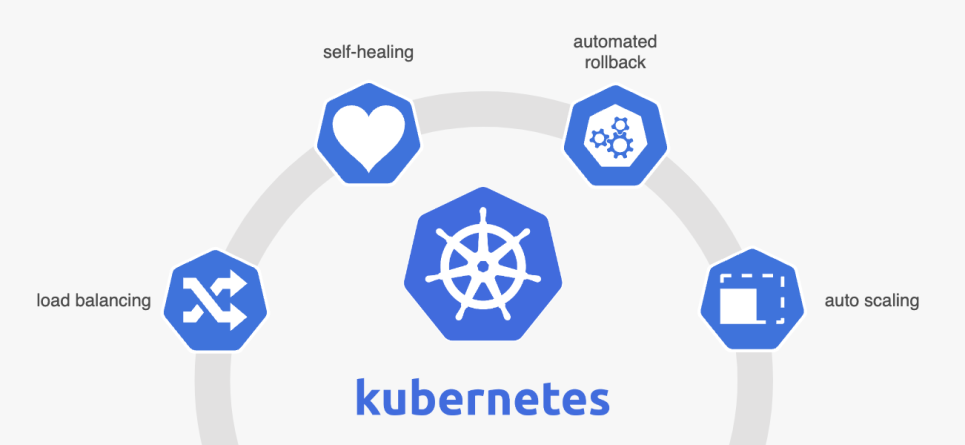 self-healing
automated
rollback
load balancing
auto scaling
kubernetes